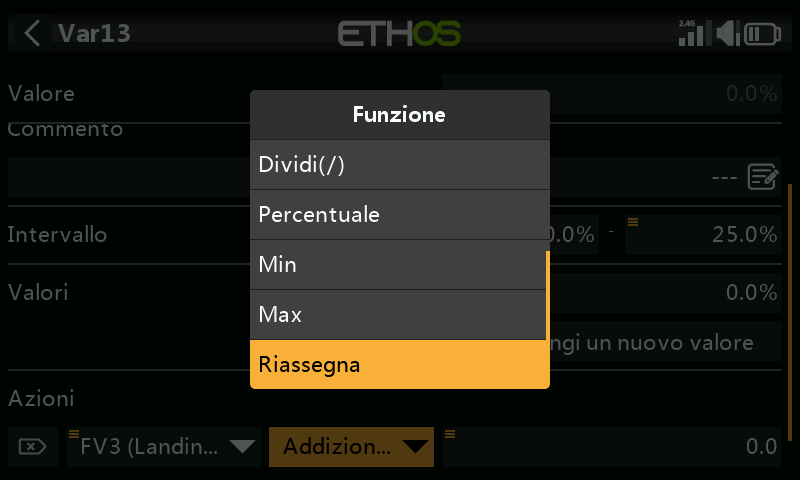 Var13
ETHOS
2.4G
Valore
0.0%
Commento
---
Intervallo
0.0%
-
25.0%
Valori
0.0%
ngi un nuovo valore
Azioni
FV3 (Landin...
Addizion...
0.0
Funzione
Dividi(/)
Percentuale
Min
Max
Riassegna